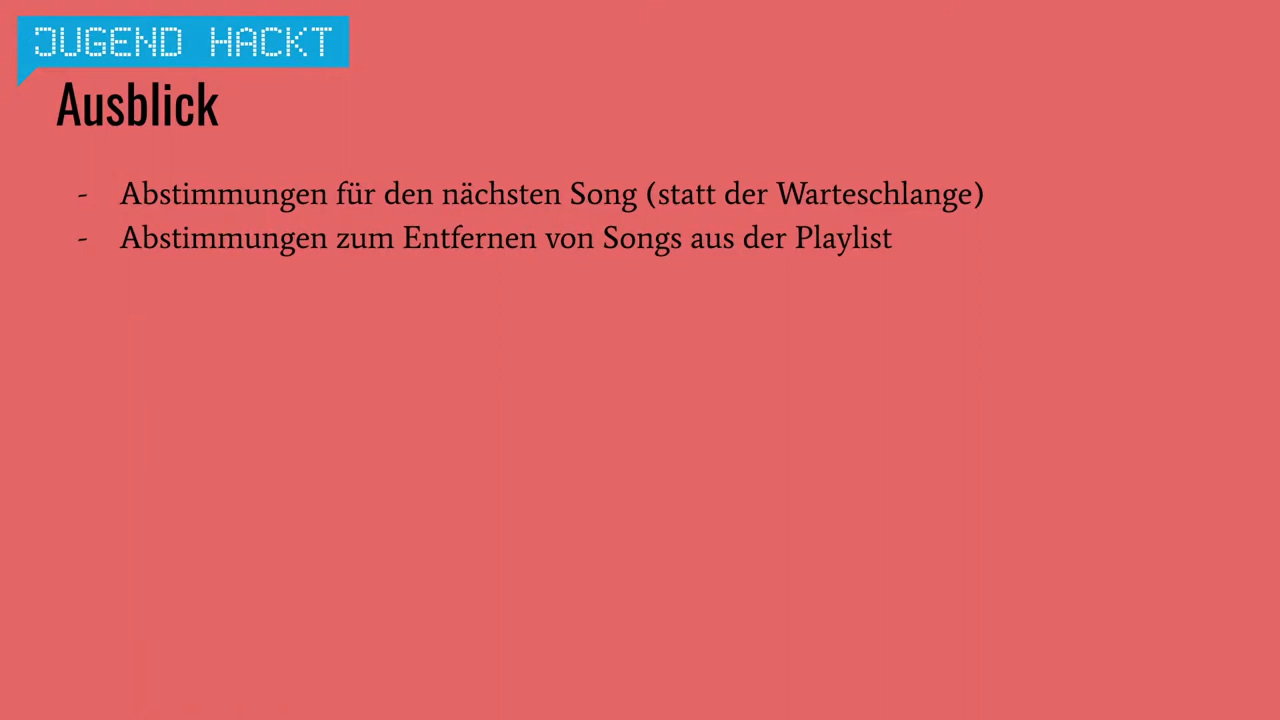 JUGEND HACKT
Ausblick
- Abstimmungen für den nächsten Song (statt der Warteschlange)
- Abstimmungen zum Entfernen von Songs aus der Playlist